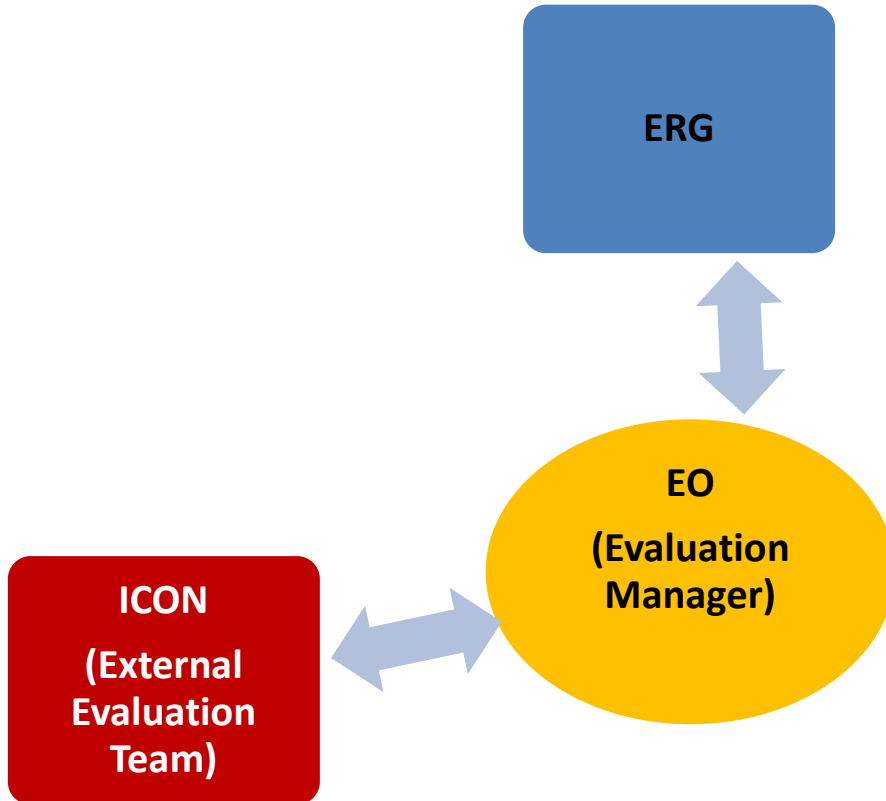 ERG
EO
(Evaluation
Manager)
ICON
(External
Evaluation
Team)